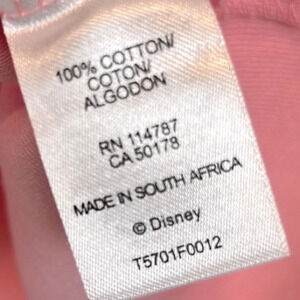 100% COTTON/
COTON/
ALGODON
RN 114787
CA 50178
MADE IN SOUTH AFRICA
© Disney
T5701F0012